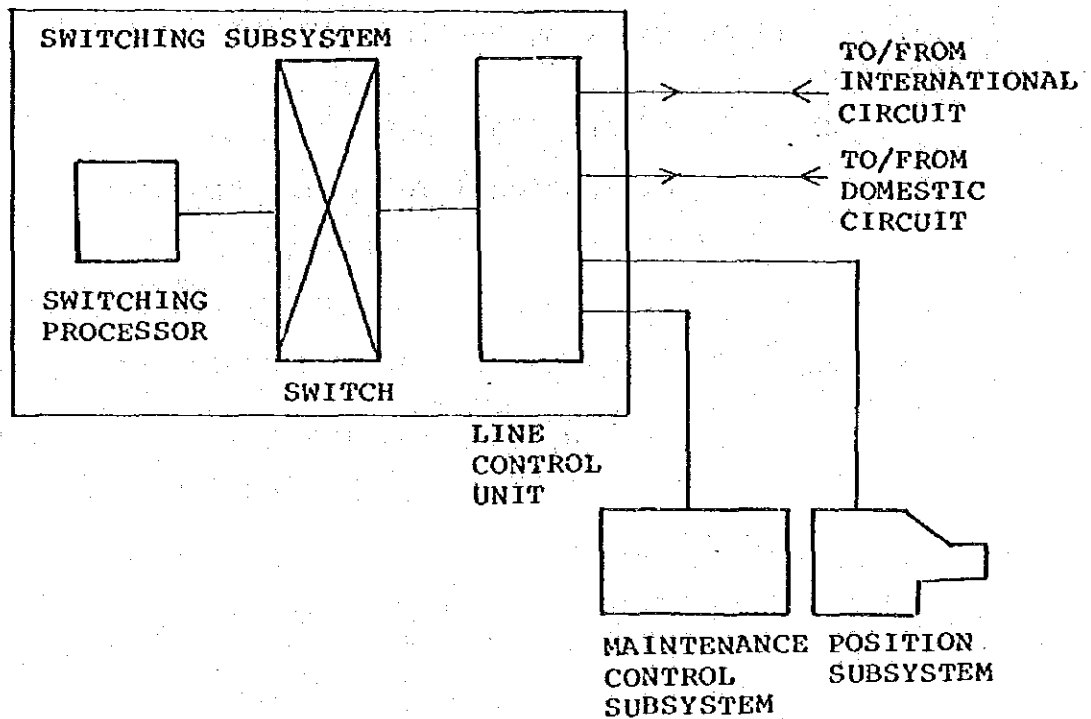 SWITCHING SUBSYSTEM
TO/FROM
INTERNATIONAL
CIRCUIT
TO/FROM
DOMESTIC
CIRCUIT
SWITCHING
PROCESSOR
SWITCH
LINE
CONTROL
UNIT
MAINTENANCE
CONTROL
SUBSYSTEM
POSITION
SUBSYSTEM